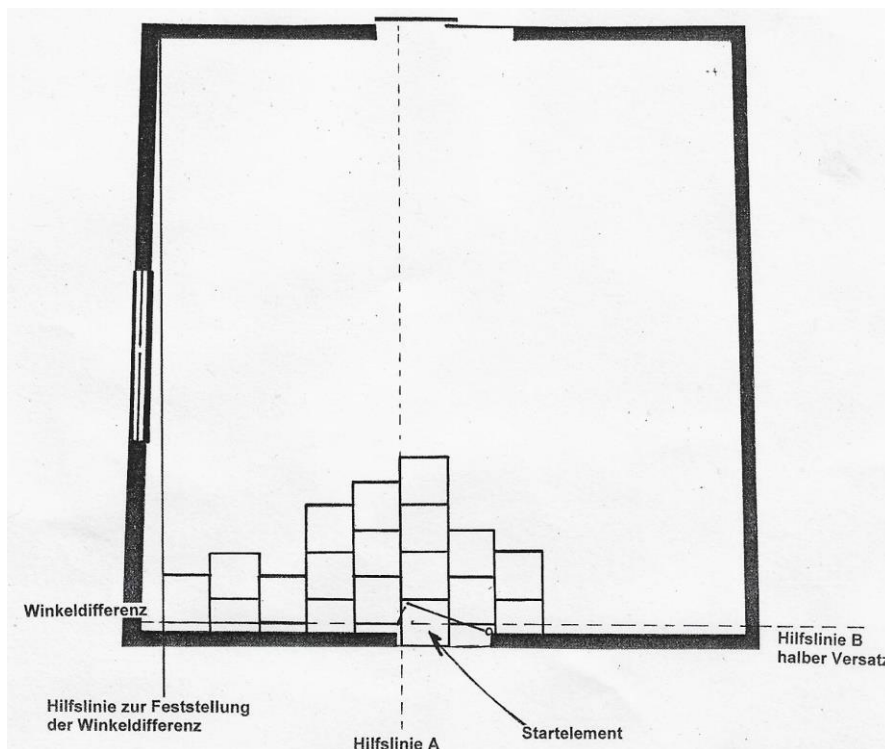 Winkeldifferenz
Hilfslinie B
halber Versatz
Hilfslinie zur Feststellung
der Winkeldifferenz
Startelement
Hilfslinie A